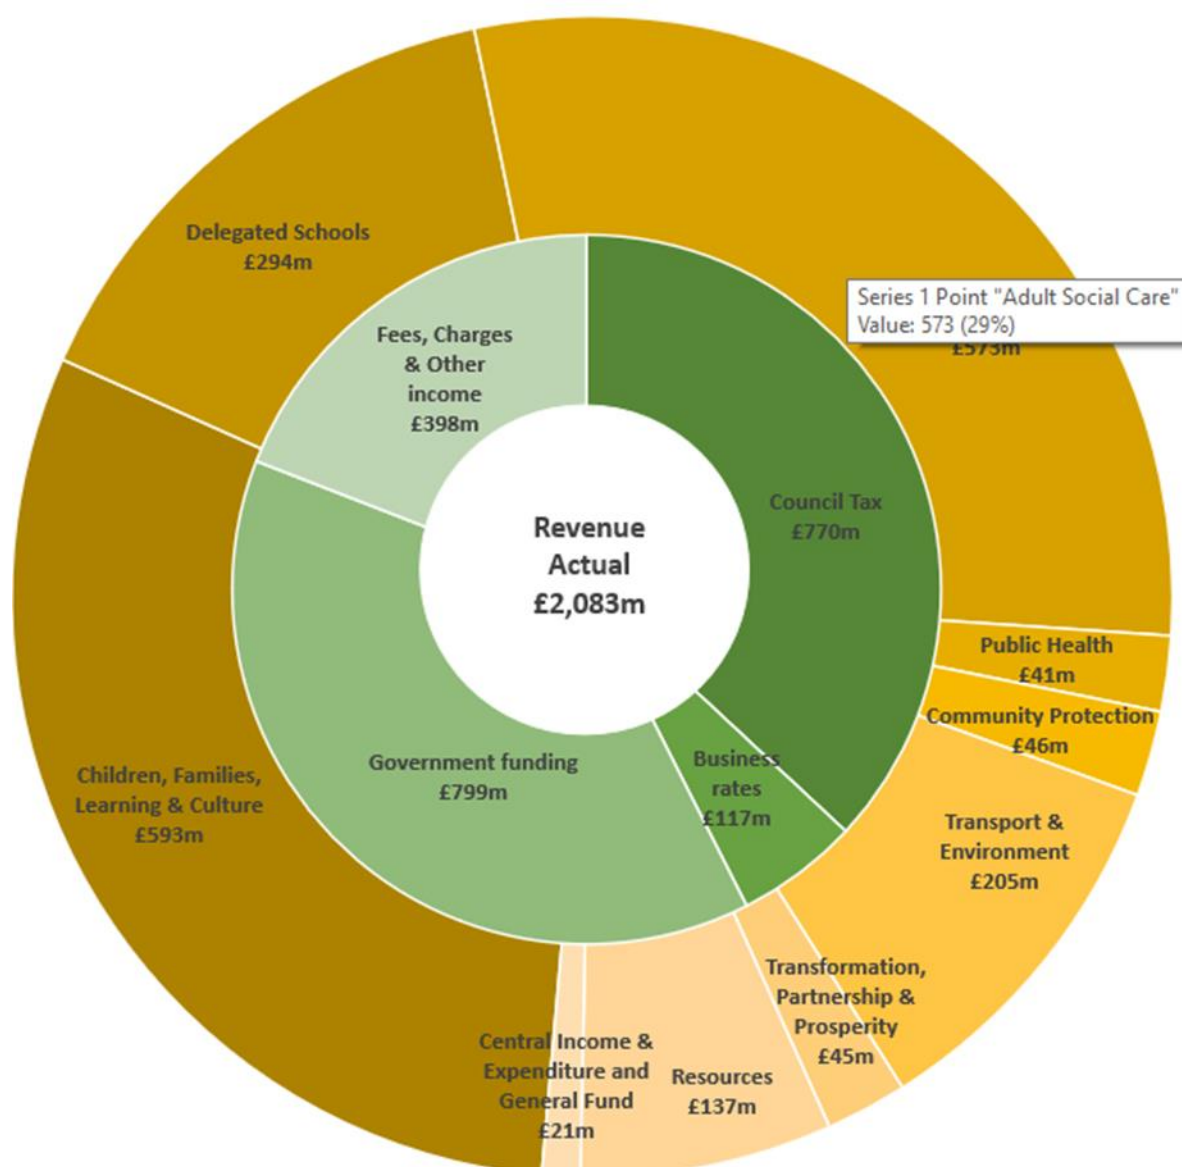 Delegated Schools
£294m
Fees, Charges
& Other
income
£398m
Series 1 Point "Adult Social Care"
Value: 573 (29%)
£573m
Council Tax
£770m
Revenue
Actual
£2,083m
Public Health
£41m
Community Protection
£46m
Government funding
£799m
Business
rates
£117m
Children, Families,
Learning & Culture
£593m
Transport &
Environment
£205m
Transformation,
Partnership &
Prosperity
£45m
Central Income &
Expenditure and
General Fund
£21m
Resources
£137m